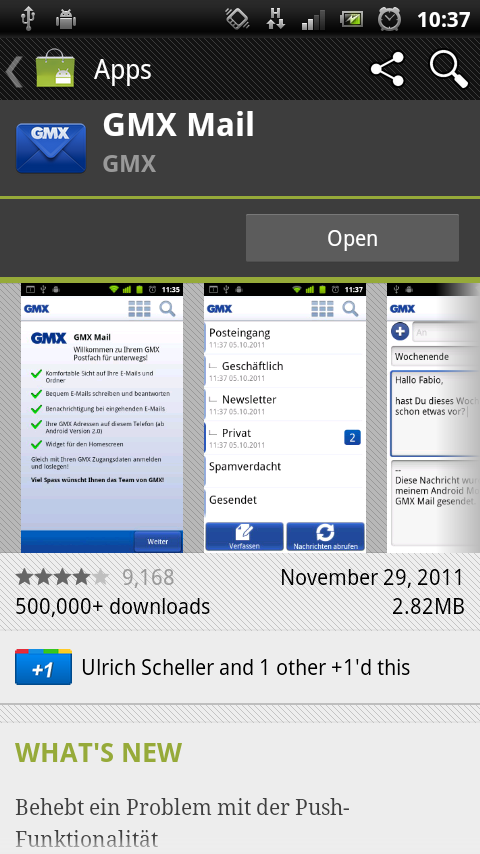 10:37
Apps
GMX
GMX Mail
GMX
Open
11:35
GMX
GMX
GMX Mail
Willkommen zu Ihrem GMX
Postfach für unterwegs!
Komfortable Sicht auf Ihre E-Mails und
Ordner
Bequem E-Mails schreiben und beantworten
Benachrichtigung bei eingehenden E-Mails
Ihre GMX Adressen auf diesem Telefon (ab
Android Version 2.0)
Widget für den Homescreen
Gleich mit Ihren GMX Zugangsdaten anmelden
und loslegen!
Viel Spass wünscht Ihnen das Team von GMX!
Weiter
11:37
GMX
Posteingang
11:37 05.10.2011
Geschäftlich
11:37 05.10.2011
Newsletter
11:37 05.10.2011
Privat
11:37 05.10.2011
2
Spamverdacht
Gesendet
Verfassen
Nachrichten abrufen
GMX
An
Wochenende
Hallo Fabio,
hast Du dieses Woch
schon etwas vor?
--
Diese Nachricht wur
meinem Android Mo
GMX Mail gesendet.
9,168
November 29, 2011
500,000+ downloads
2.82MB
+1
Ulrich Scheller and 1 other +1'd this
WHAT'S NEW
Behebt ein Problem mit der Push-
Funktionalität